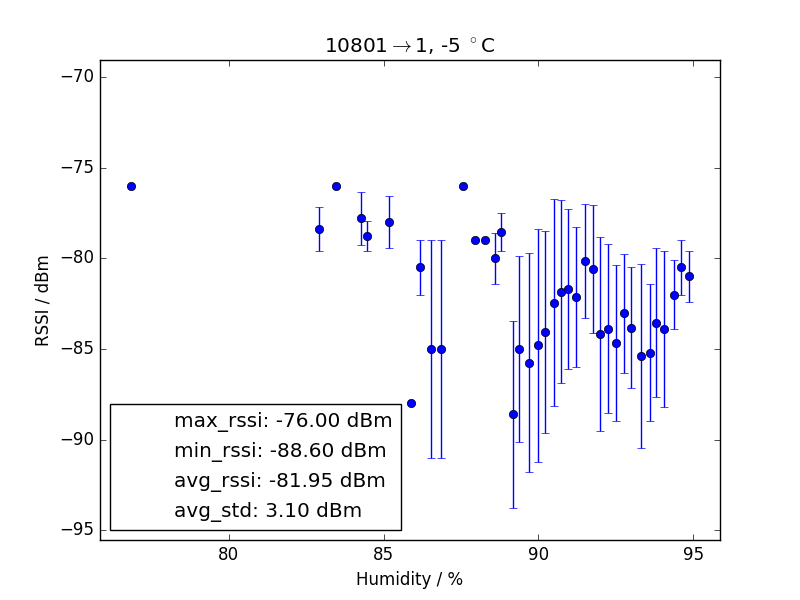 10801→1, -5 °C
−70
−75
−80
−85
−90
−95
RSSI / dBm
max_rssi: -76.00 dBm
min_rssi: -88.60 dBm
avg_rssi: -81.95 dBm
avg_std: 3.10 dBm
80 85 90 95
Humidity / %